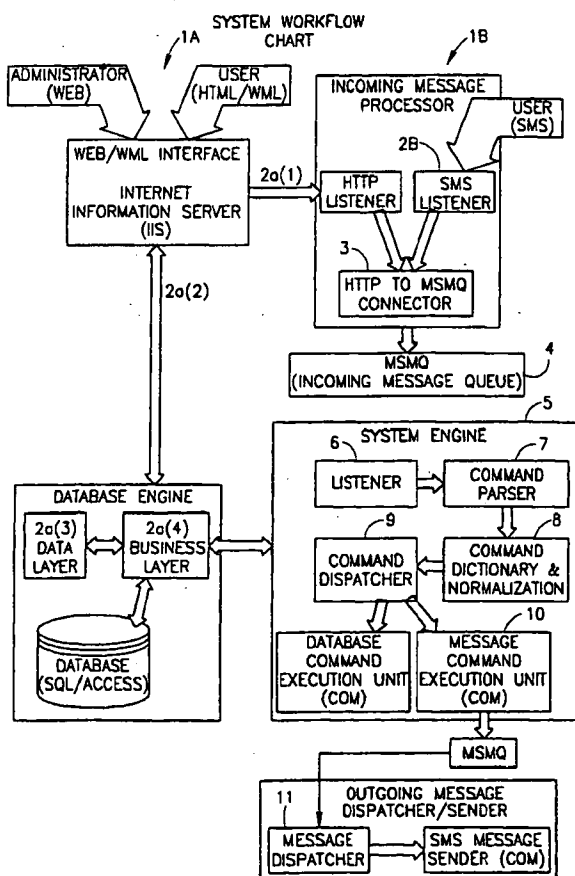 SYSTEM WORKFLOW
CHART
1A
1B
ADMINISTRATOR
(WEB)
USER
(HTML/WML)
INCOMING MESSAGE
PROCESSOR
USER
(SMS)
WEB/WML INTERFACE
INTERNET
INFORMATION SERVER
(IIS)
2a(1)
2B
HTTP
LISTENER
SMS
LISTENER
3
HTTP TO MSMQ
CONNECTOR
2a(2)
4
MSMQ
(INCOMING MESSAGE QUEUE)
5
SYSTEM ENGINE
6
7
LISTENER
COMMAND
PARSER
DATABASE ENGINE
2a(3)
DATA
LAYER
2a(4)
BUSINESS
LAYER
9
8
COMMAND
DISPATCHER
COMMAND
DICTIONARY &
NORMALIZATION
DATABASE
(SQL/ACCESS)
10
DATABASE
COMMAND
EXECUTION UNIT
(COM)
MESSAGE
COMMAND
EXECUTION UNIT
(COM)
MSMQ
OUTGOING MESSAGE
DISPATCHER/SENDER
11
MESSAGE
DISPATCHER
SMS MESSAGE
SENDER (COM)